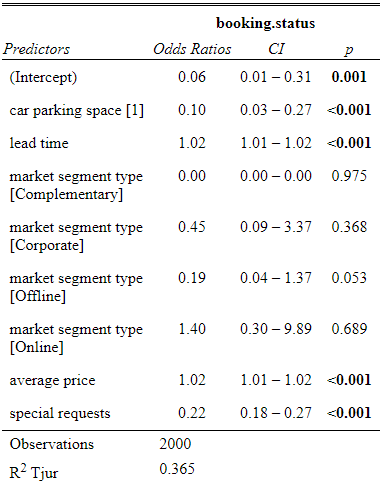 booking.status
Predictors Odds Ratios CI p
(Intercept) 0.06 0.01 – 0.31 0.001
car parking space [1] 0.10 0.03 – 0.27 <0.001
lead time 1.02 1.01 – 1.02 <0.001
market segment type 0.00 0.00 – 0.00 0.975
[Complementary]
market segment type 0.45 0.09 – 3.37 0.368
[Corporate]
market segment type 0.19 0.04 – 1.37 0.053
[Offline]
market segment type 1.40 0.30 – 9.89 0.689
[Online]
average price 1.02 1.01 – 1.02 <0.001
special requests 0.22 0.18 – 0.27 <0.001
Observations 2000
R2 Tjur 0.365